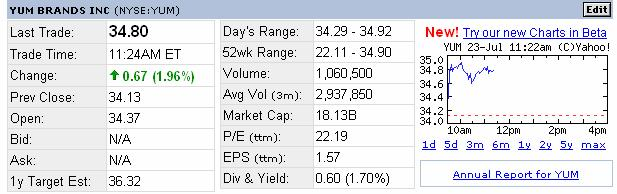 YUM BRANDS INC (NYSE:YUM) Edit
Last Trade: 34.80
Trade Time: 11:24AM ET
Change: 0.67 (1.96%)
Prev Close: 34.13
Open: 34.37
Bid: N/A
Ask: N/A
1y Target Est: 36.32
Day's Range: 34.29 - 34.92
52wk Range: 22.11 - 34.90
Volume: 1,060,500
Avg Vol (3m): 2,937,850
Market Cap: 18.13B
P/E (ttm): 22.19
EPS (ttm): 1.57
Div & Yield: 0.60 (1.70%)
New! Try our new Charts in Beta
YUM 23-Jul 11:22am (C)Yahoo!
35.0
34.8
34.6
34.4
34.2
34.0
10am 12pm 2pm 4pm
1d 5d 3m 6m 1y 2y 5y max
Annual Report for YUM